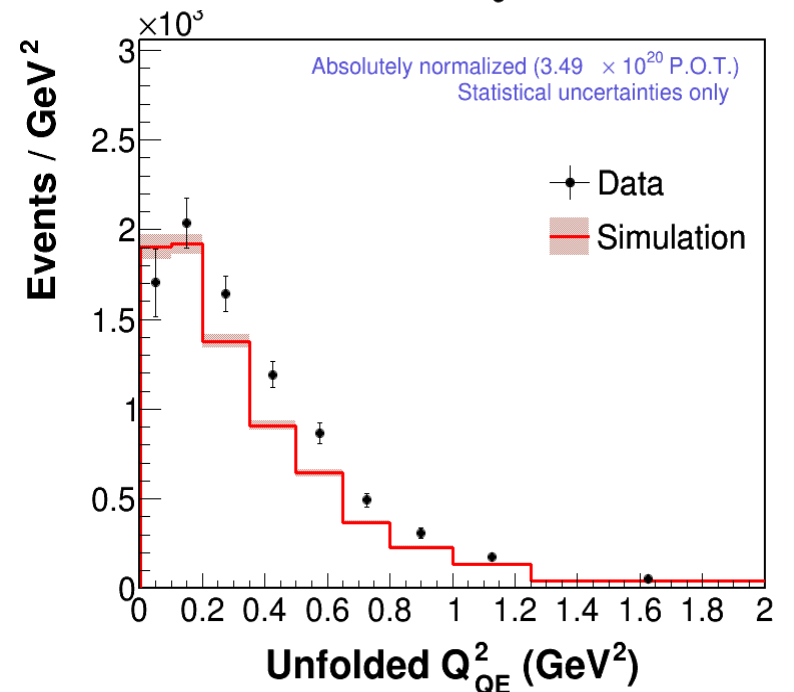 ×10³
Events / GeV²
3
2.5
2
1.5
1
0.5
0
Absolutely normalized (3.49 × 10²⁰ P.O.T.)
Statistical uncertainties only
Data
Simulation
0 0.2 0.4 0.6 0.8 1 1.2 1.4 1.6 1.8 2
Unfolded Q²_QE (GeV²)